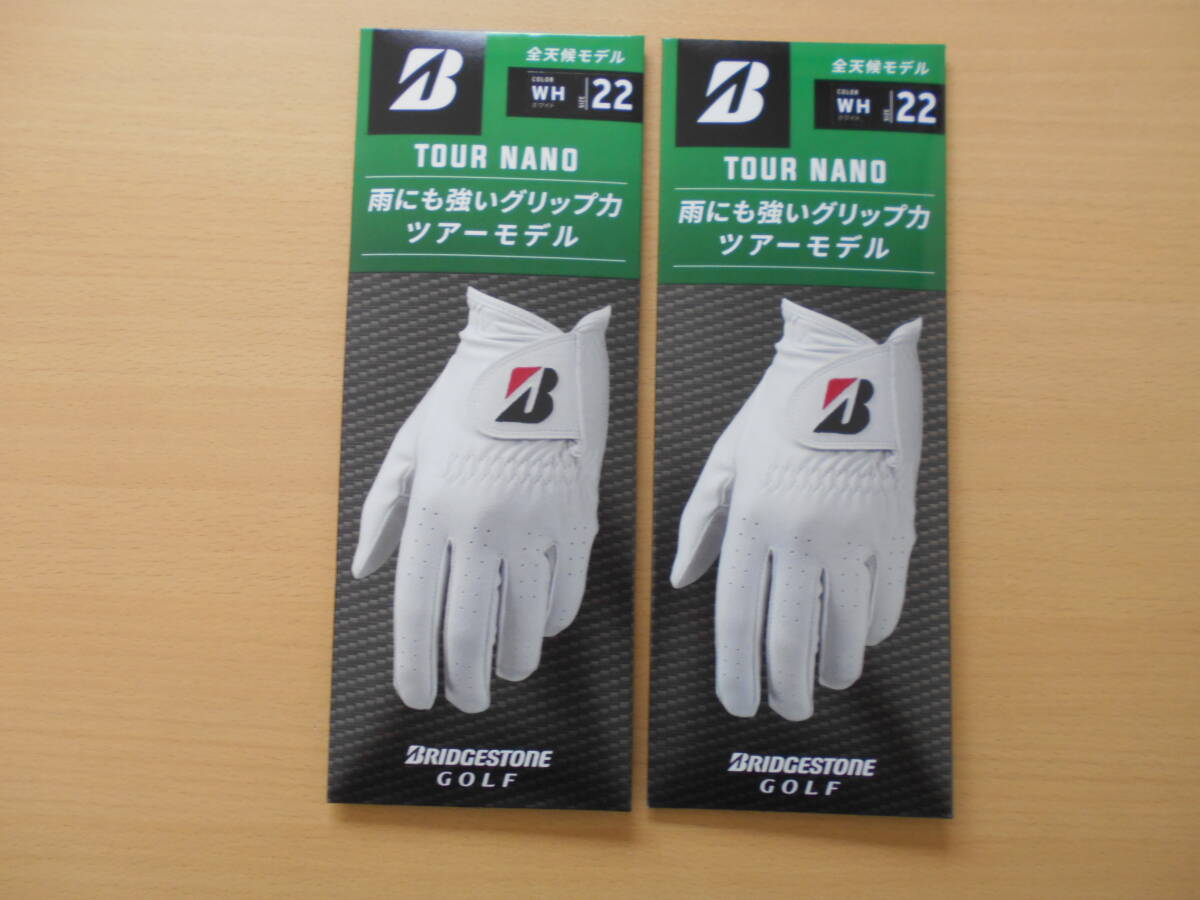 全天候モデル
COLOR
WH
ホワイト
SIZE
22
TOUR NANO
雨にも強いグリップ力
ツアーモデル
B
BRIDGESTONE
GOLF
全天候モデル
COLOR
WH
ホワイト
SIZE
22
TOUR NANO
雨にも強いグリップ力
ツアーモデル
B
BRIDGESTONE
GOLF